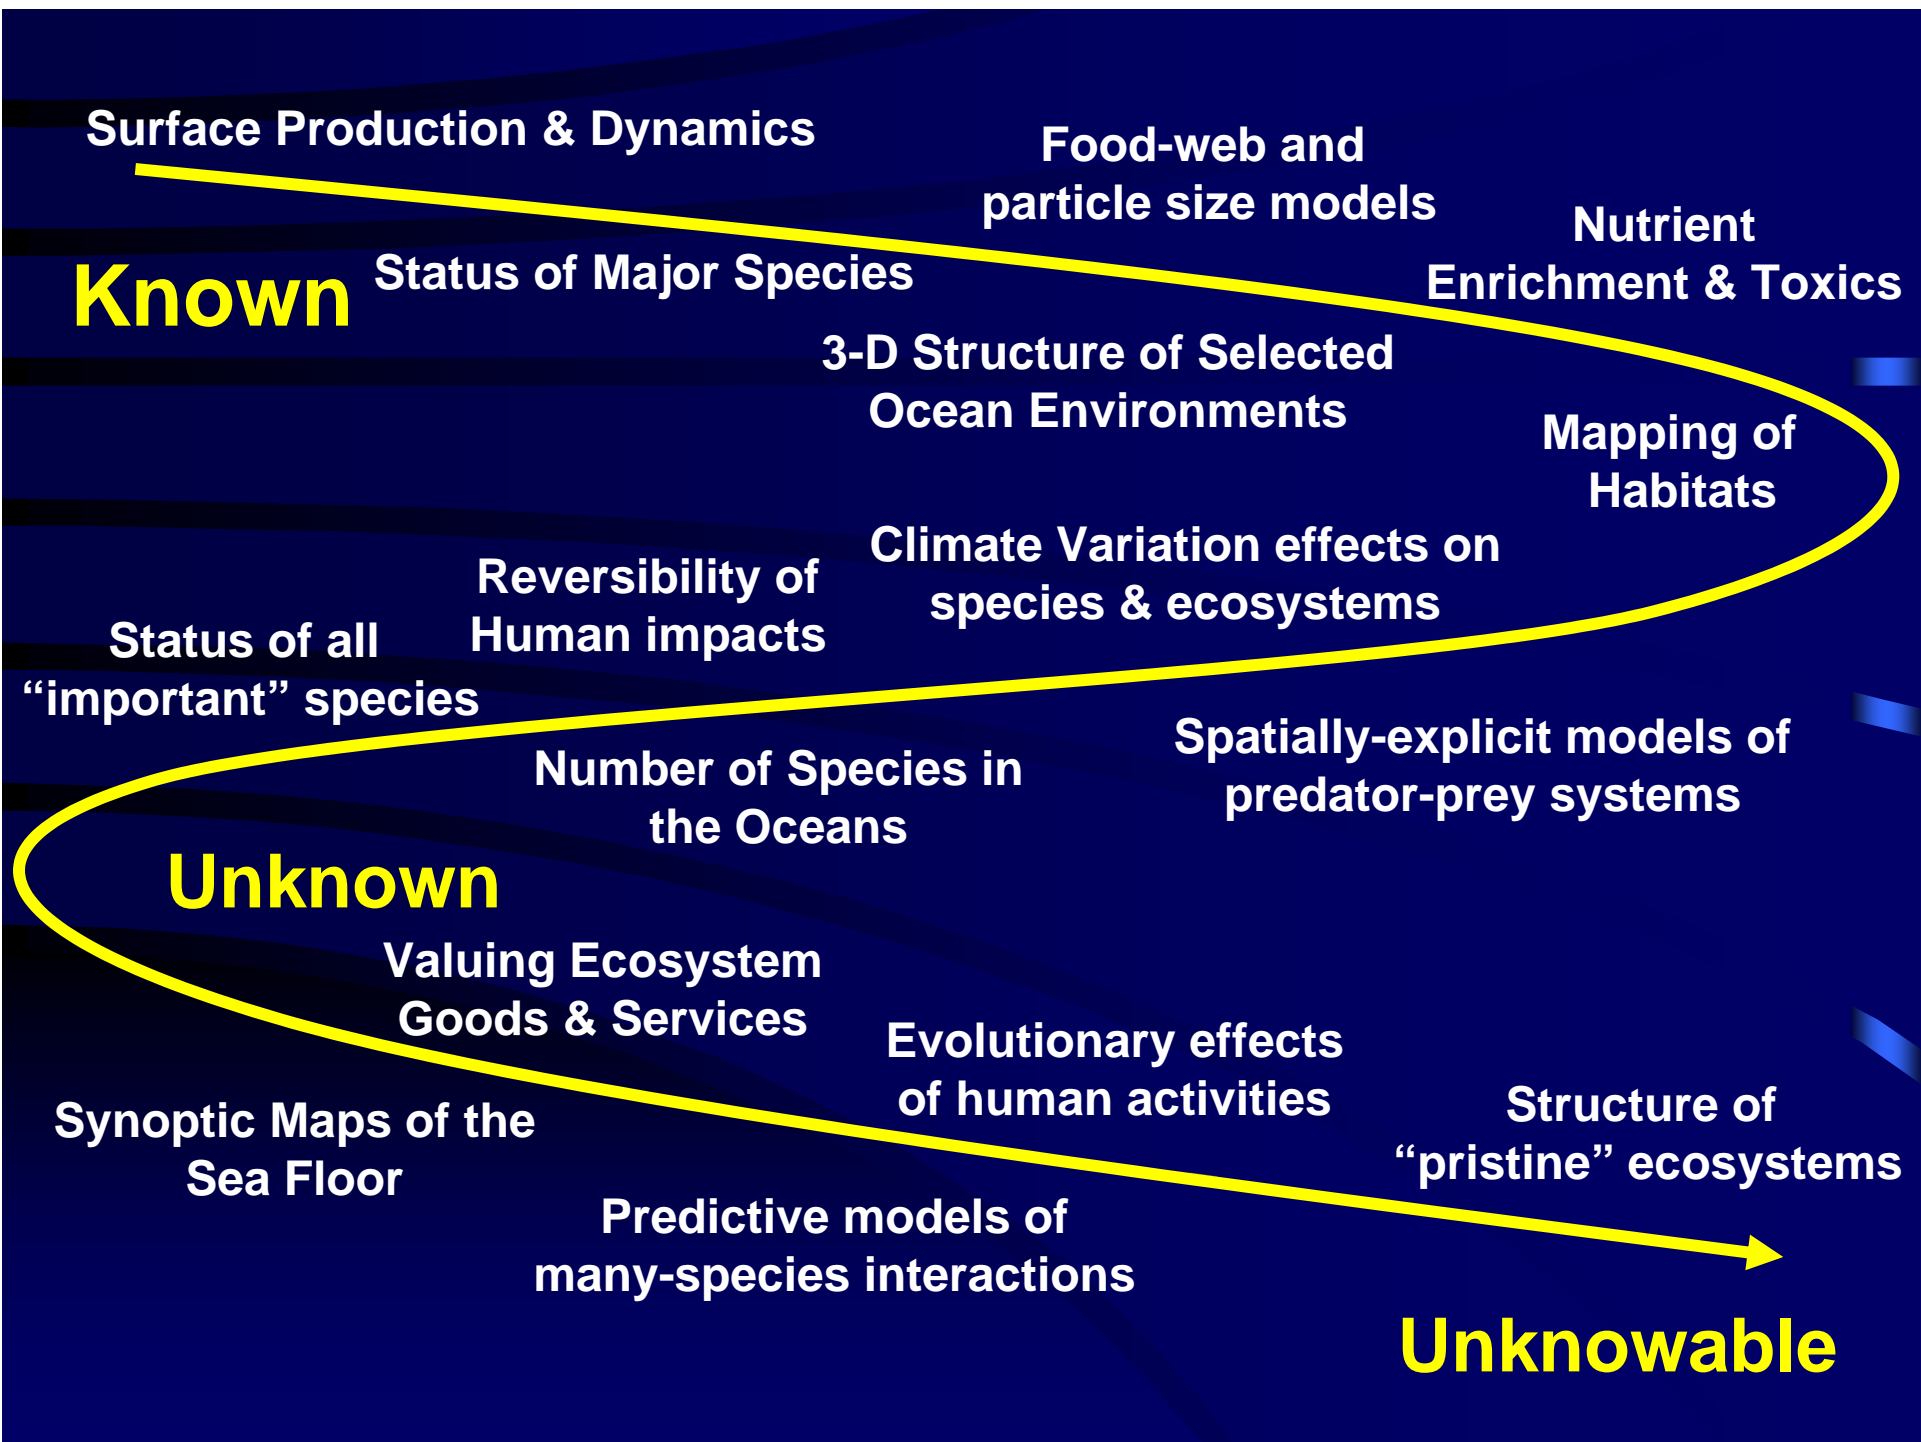 Surface Production & Dynamics
Food-web and
particle size models
Nutrient
Enrichment & Toxics
Known
Status of Major Species
3-D Structure of Selected
Ocean Environments
Mapping of
Habitats
Climate Variation effects on
species & ecosystems
Reversibility of
Human impacts
Status of all
“important” species
Number of Species in
the Oceans
Spatially-explicit models of
predator-prey systems
Unknown
Valuing Ecosystem
Goods & Services
Evolutionary effects
of human activities
Structure of
“pristine” ecosystems
Synoptic Maps of the
Sea Floor
Predictive models of
many-species interactions
Unknowable